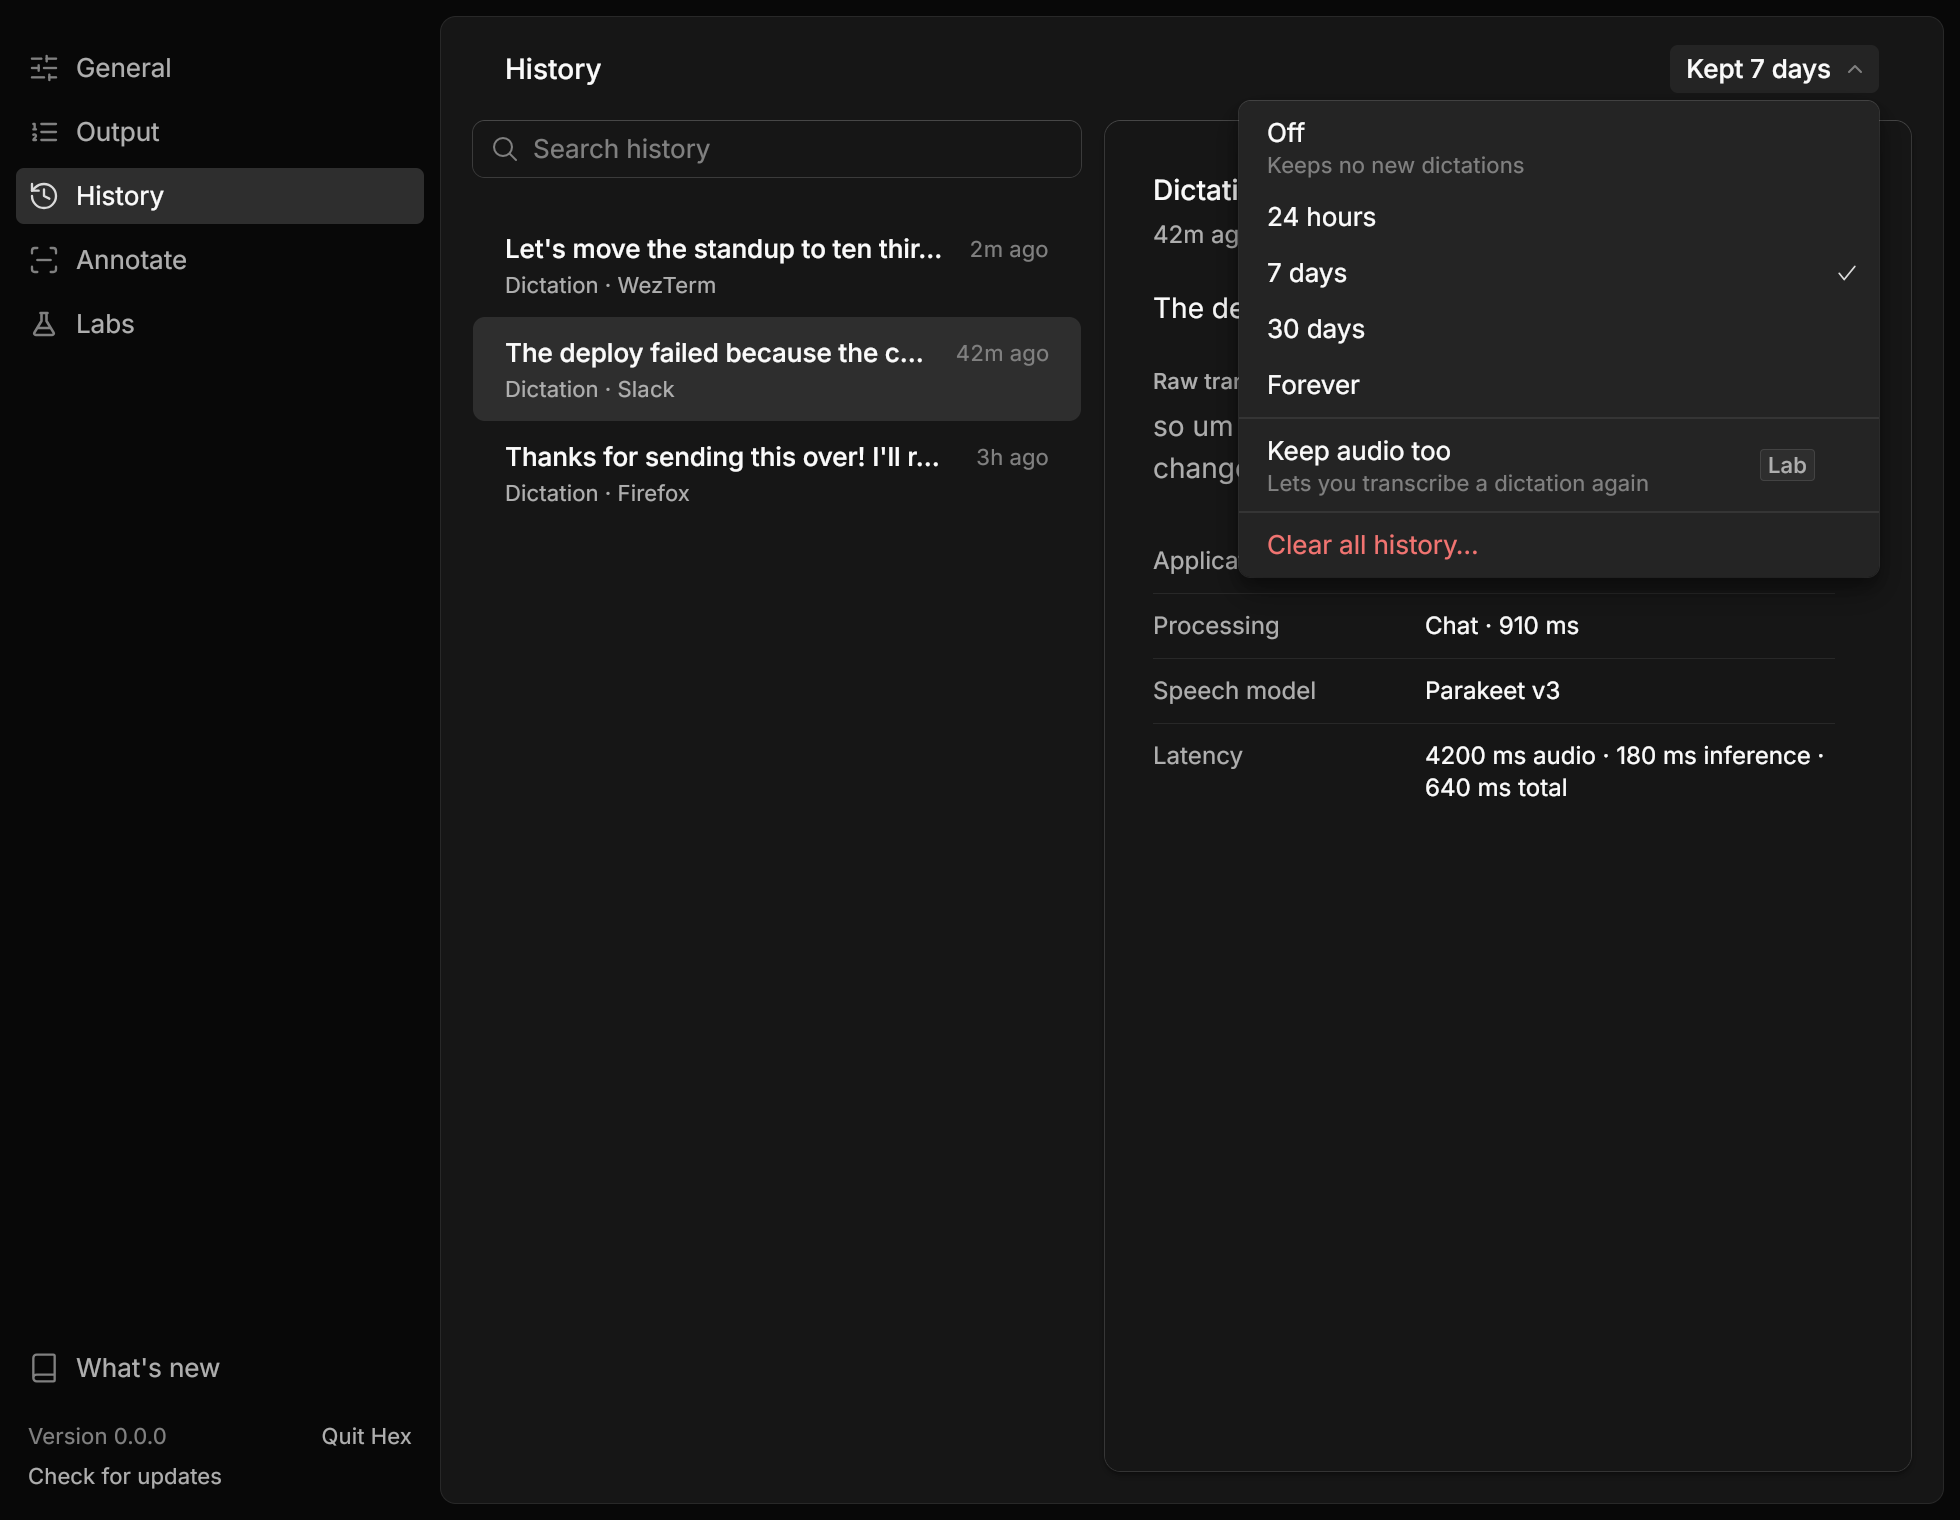 General
Output
History
Annotate
Labs
What's new
Version 0.0.0
Quit Hex
Check for updates
History
Kept 7 days
Search history
Let's move the standup to ten thir...
2m ago
Dictation · WezTerm
The deploy failed because the c...
42m ago
Dictation · Slack
Thanks for sending this over! I'll r...
3h ago
Dictation · Firefox
Off
Keeps no new dictations
24 hours
7 days
30 days
Forever
Keep audio too
Lets you transcribe a dictation again
Lab
Clear all history...
Dictati
42m ag
The de
Raw tran
so um
change
Applica
Processing
Chat · 910 ms
Speech model
Parakeet v3
Latency
4200 ms audio · 180 ms inference ·
640 ms total